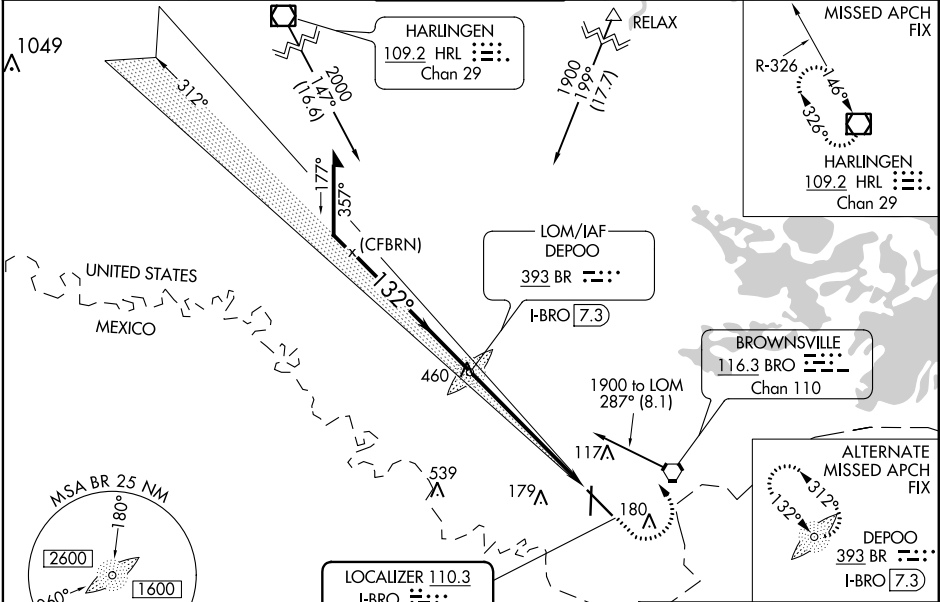 1049
HARLINGEN
109.2 HRL
Chan 29
2000
147°
(16.6)
RELAX
1900
199°
(17.7)
MISSED APCH
FIX
R-326
146°
326°
HARLINGEN
109.2 HRL
Chan 29
312°
177°
357°
(CFBRN)
132°
LOM/IAF
DEPOO
393 BR
I-BRO 7.3
UNITED STATES
MEXICO
460
BROWNSVILLE
116.3 BRO
Chan 110
1900 to LOM
287° (8.1)
117
539
179
180
ALTERNATE
MISSED APCH
FIX
312°
132°
DEPOO
393 BR
I-BRO 7.3
MSA BR 25 NM
180°
2600
1600
LOCALIZER 110.3
I-BRO